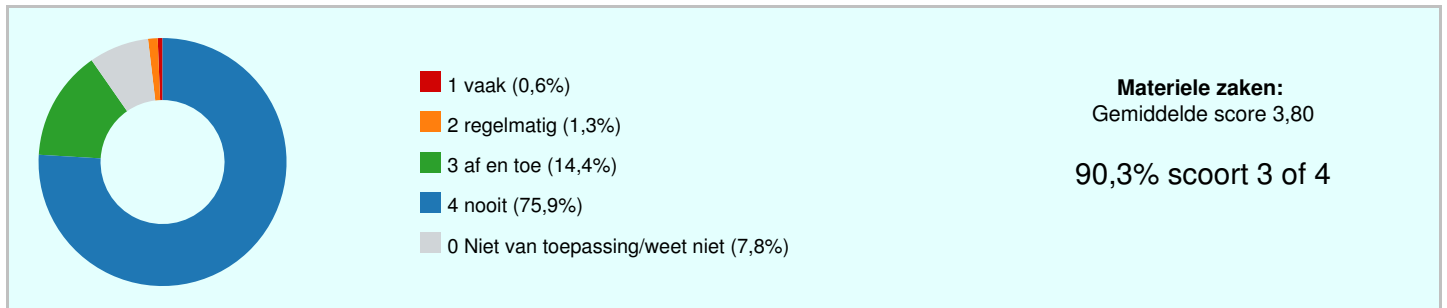 1 vaak (0,6%)
2 regelmatig (1,3%)
3 af en toe (14,4%)
4 nooit (75,9%)
0 Niet van toepassing/weet niet (7,8%)
Materiele zaken:
Gemiddelde score 3,80
90,3% scoort 3 of 4